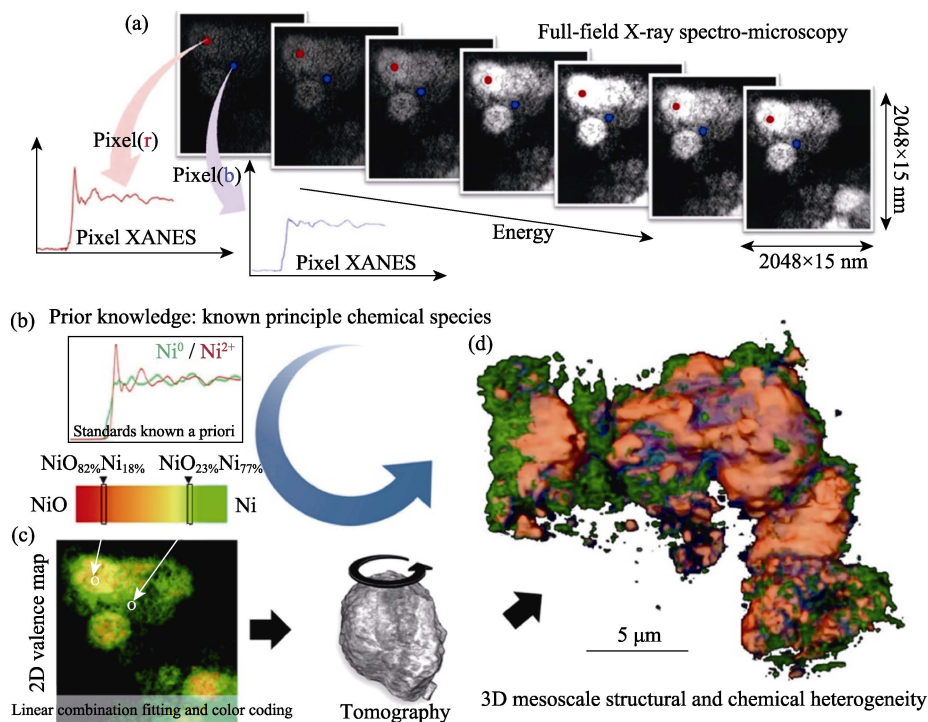 (a)
Full-field X-ray spectro-microscopy
Pixel(r)
Pixel(b)
Pixel XANES
Pixel XANES
Energy
2048×15 nm
2048×15 nm
(b) Prior knowledge: known principle chemical species
Ni⁰ / Ni²⁺
Standards known a priori
NiO₈₂%Ni₁₈% NiO₂₃%Ni₇₇%
NiO Ni
(c)
2D valence map
Linear combination fitting and color coding
Tomography
(d)
5 μm
3D mesoscale structural and chemical heterogeneity